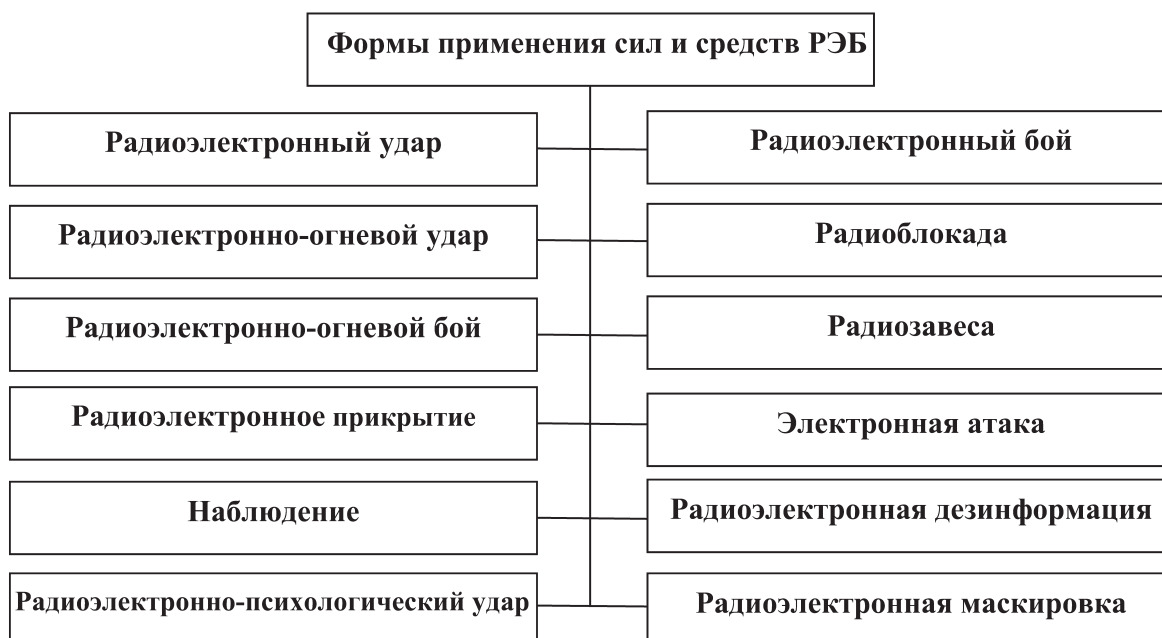 Формы применения сил и средств РЭБ
Радиоэлектронный удар
Радиоэлектронный бой
Радиоэлектронно-огневой удар
Радиоблокада
Радиоэлектронно-огневой бой
Радиозавеса
Радиоэлектронное прикрытие
Электронная атака
Наблюдение
Радиоэлектронная дезинформация
Радиоэлектронно-психологический удар
Радиоэлектронная маскировка